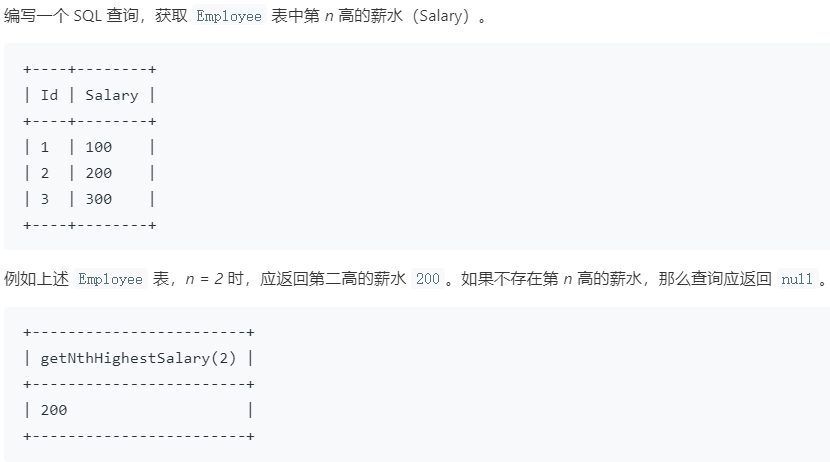 编写一个 SQL 查询，获取 Employee 表中第 n 高的薪水（Salary）。
+----+--------+
| Id | Salary |
+----+--------+
| 1  | 100    |
| 2  | 200    |
| 3  | 300    |
+----+--------+
例如上述 Employee 表，n = 2 时，应返回第二高的薪水 200。如果不存在第 n 高的薪水，那么查询应返回 null。
+------------------------+
| getNthHighestSalary(2) |
+------------------------+
| 200                    |
+------------------------+